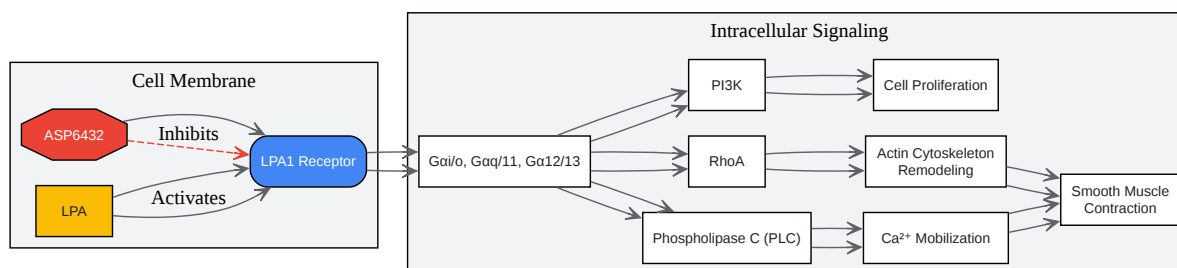 Cell Membrane
ASP6432
Inhibits
LPA1 Receptor
LPA
Activates
Intracellular Signaling
Gαi/o, Gαq/11, Gα12/13
PI3K
Cell Proliferation
RhoA
Actin Cytoskeleton
Remodeling
Phospholipase C (PLC)
Ca²⁺ Mobilization
Smooth Muscle
Contraction